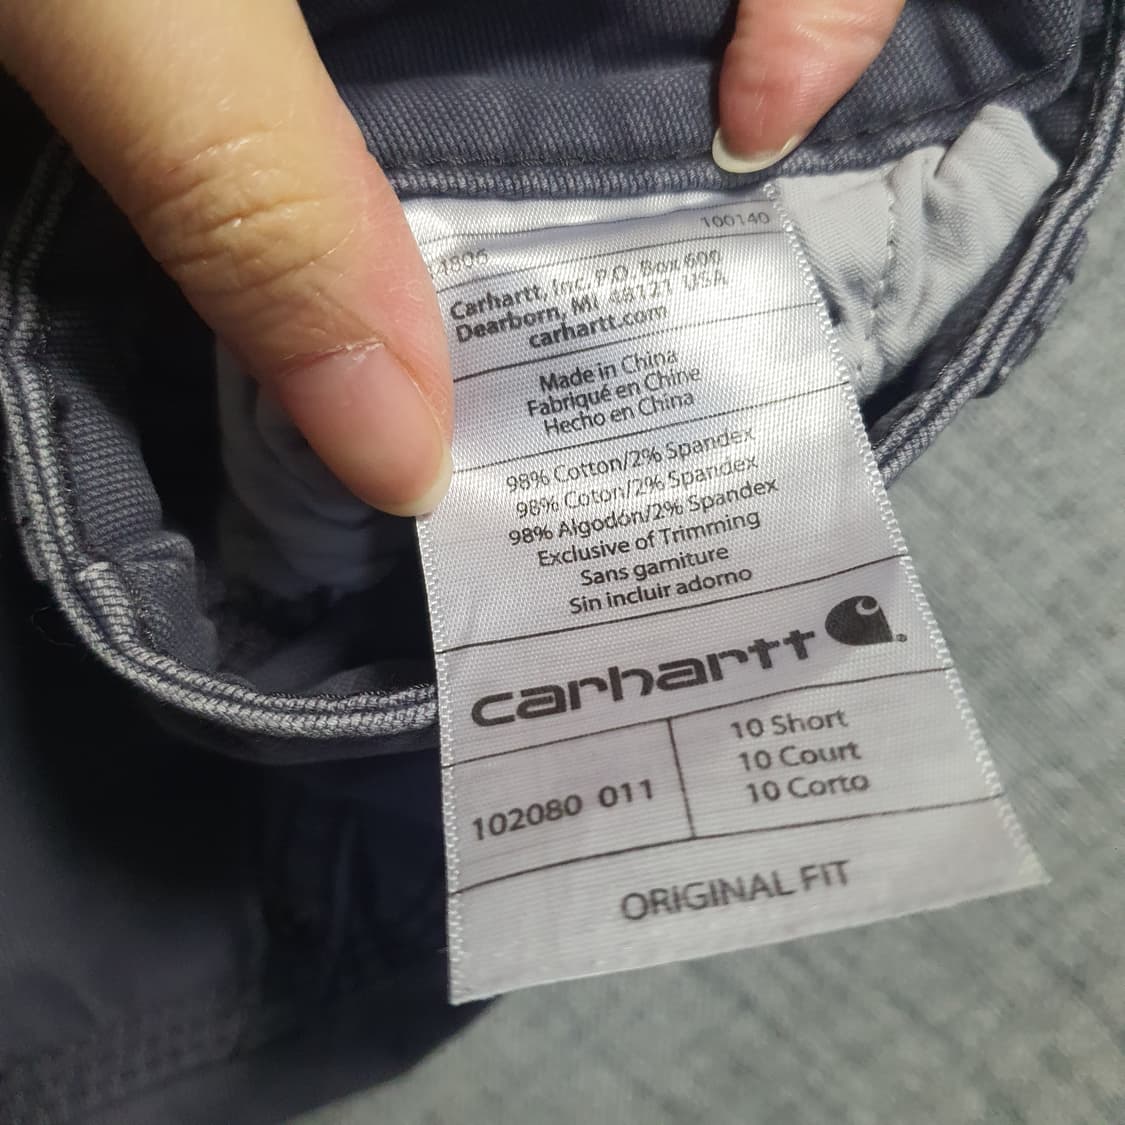 100140
Carhartt, Inc. P.O. Box 600
Dearborn, MI 48121 USA
carhartt.com
Made in China
Fabriqué en Chine
Hecho en China
98% Cotton/2% Spandex
98% Coton/2% Spandex
98% Algodón/2% Spandex
Exclusive of Trimming
Sans garniture
Sin incluir adorno
carhartt
102080 011
10 Short
10 Court
10 Corto
ORIGINAL FIT